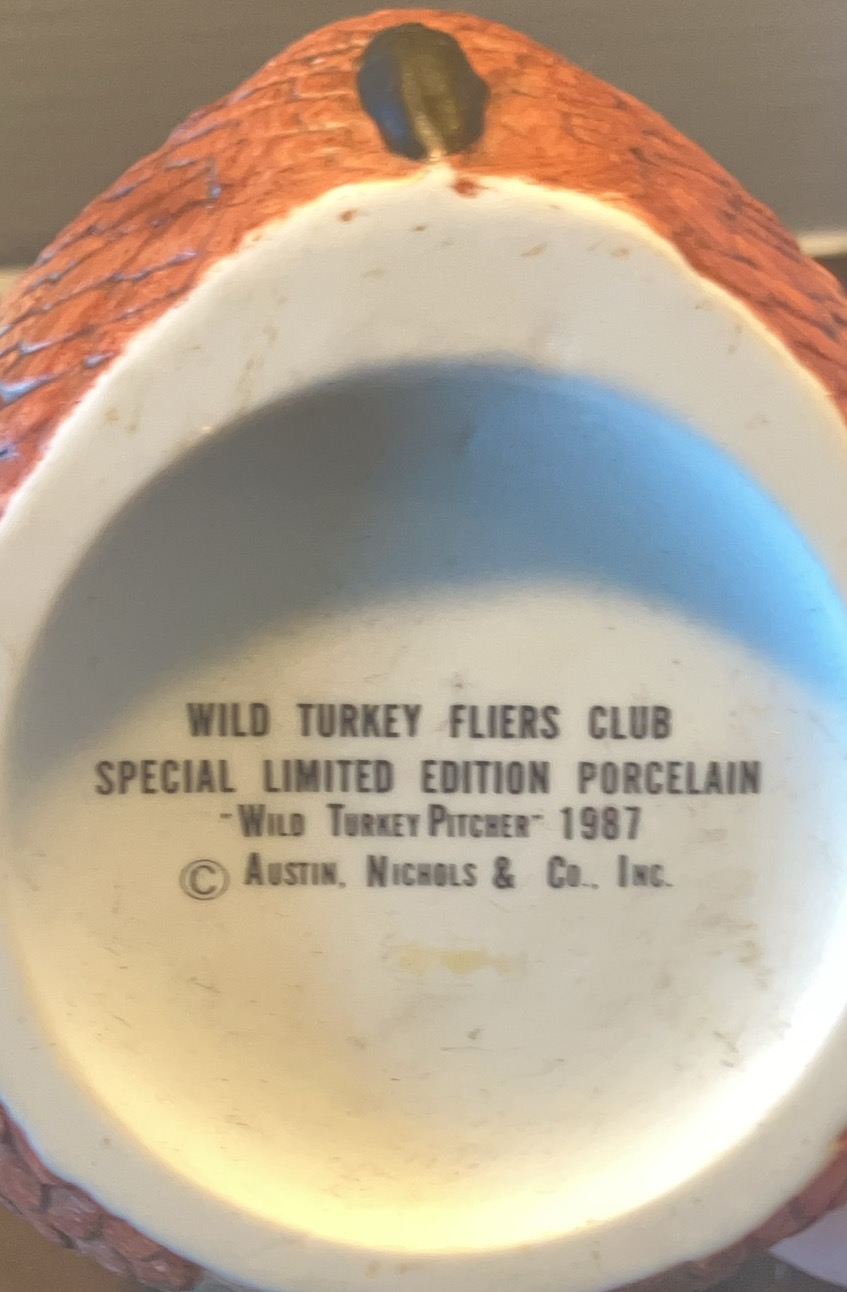 WILD TURKEY FLIERS CLUB
SPECIAL LIMITED EDITION PORCELAIN
"WILD TURKEY PITCHER" 1987
© AUSTIN, NICHOLS & CO., INC.